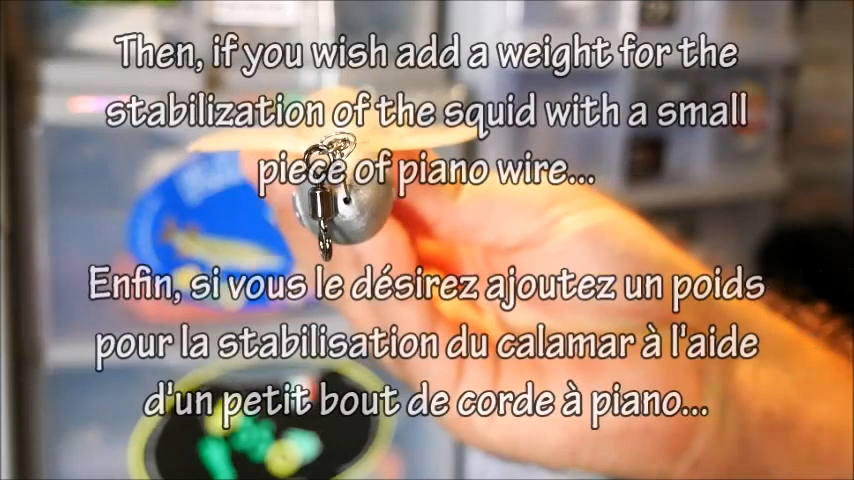 Then, if you wish add a weight for the
stabilization of the squid with a small
piece of piano wire...
Enfin, si vous le désirez ajoutez un poids
pour la stabilisation du calamar à l'aide
d'un petit bout de corde à piano...